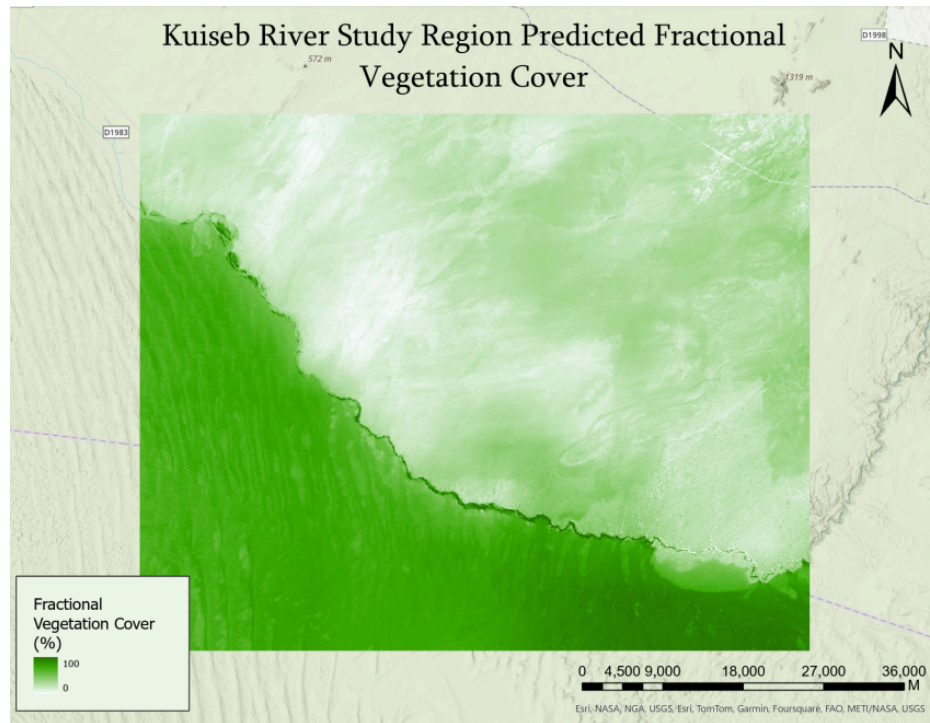 Kuiseb River Study Region Predicted Fractional
Vegetation Cover
572 m
1319 m
D1998
N
D1983
Fractional
Vegetation Cover
(%)
100
0
0 4,500 9,000 18,000 27,000 36,000
M
Esri, NASA, NGA, USGS, Esri, TomTom, Garmin, Foursquare, FAO, METI/NASA, USGS